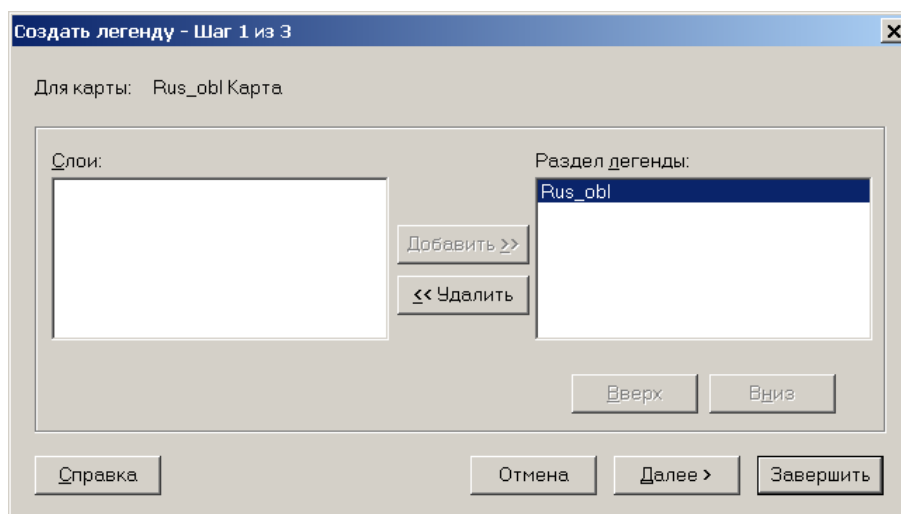 Создать легенду - Шаг 1 из 3
Для карты: Rus_obl Карта
Слои:
Раздел легенды:
Rus_obl
Добавить >>
<< Удалить
Вверх
Вниз
Справка
Отмена
Далее >
Завершить